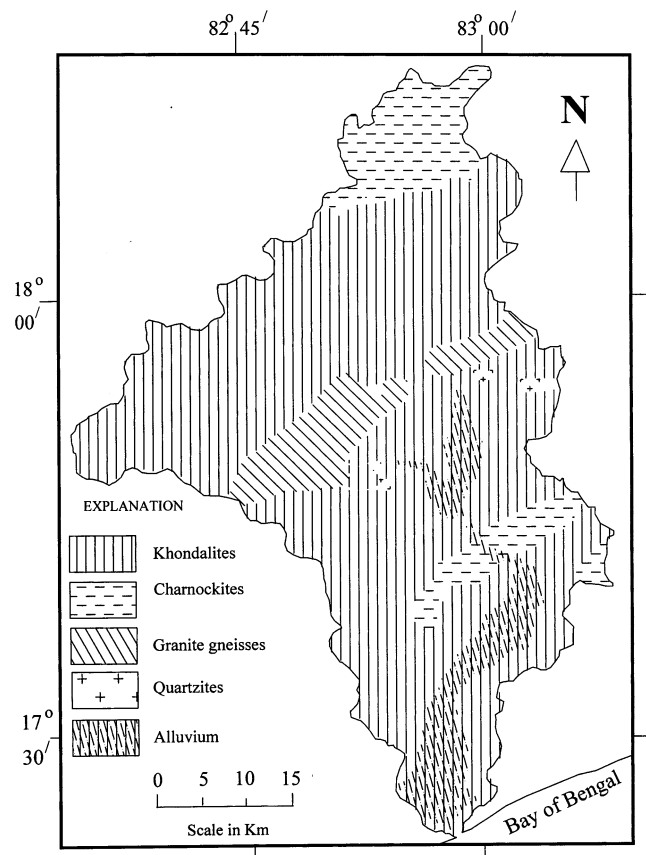 82° 45′ 83° 00′
N
18°
00′
EXPLANATION
Khondalites
Charnockites
Granite gneisses
Quartzites
Alluvium
17°
30′
0 5 10 15
Scale in Km
Bay of Bengal